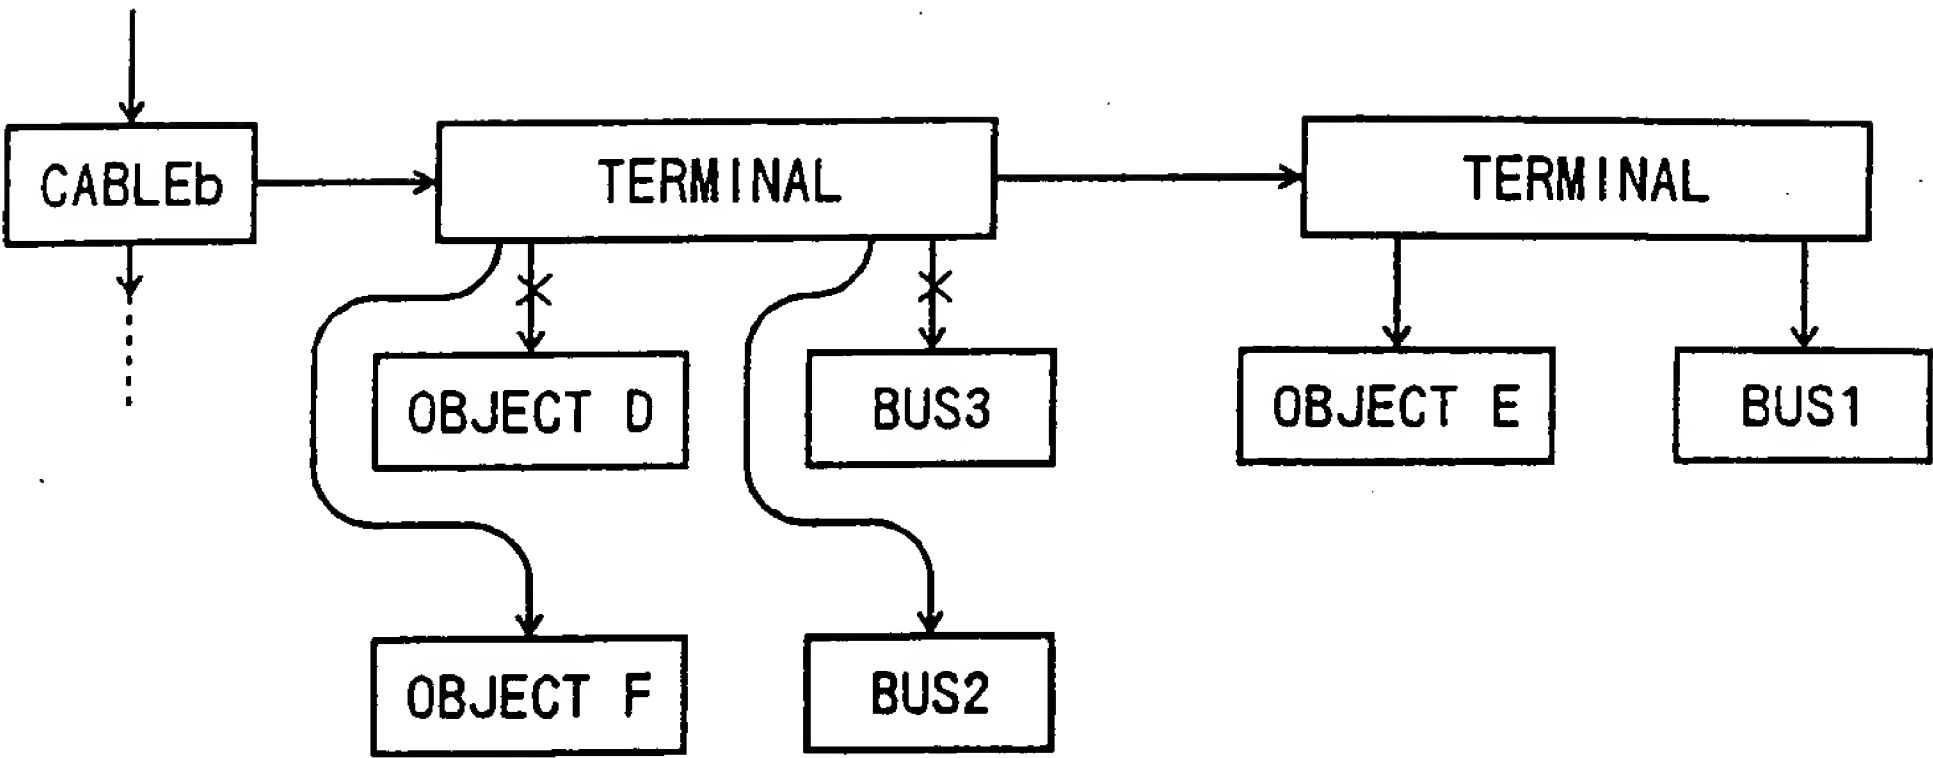 CABLEb
TERMINAL
TERMINAL
OBJECT D
BUS3
OBJECT E
BUS1
OBJECT F
BUS2